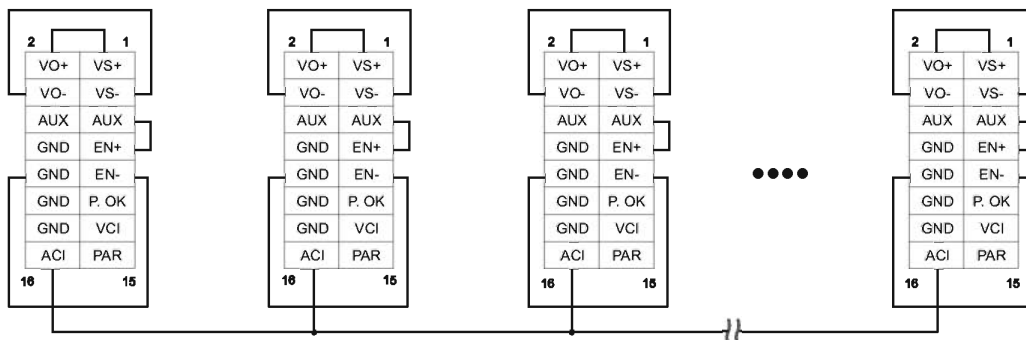 2 1 2 1 2 1 2 1
VO+ VS+ VO+ VS+ VO+ VS+ VO+ VS+
VO- VS- VO- VS- VO- VS- VO- VS-
AUX AUX AUX AUX AUX AUX AUX AUX
GND EN+ GND EN+ GND EN+ GND EN+
GND EN- GND EN- GND EN- GND EN-
GND P. OK GND P. OK GND P. OK GND P. OK
GND VCI GND VCI GND VCI GND VCI
ACI PAR ACI PAR ACI PAR ACI PAR
16 15 16 15 16 15 16 15